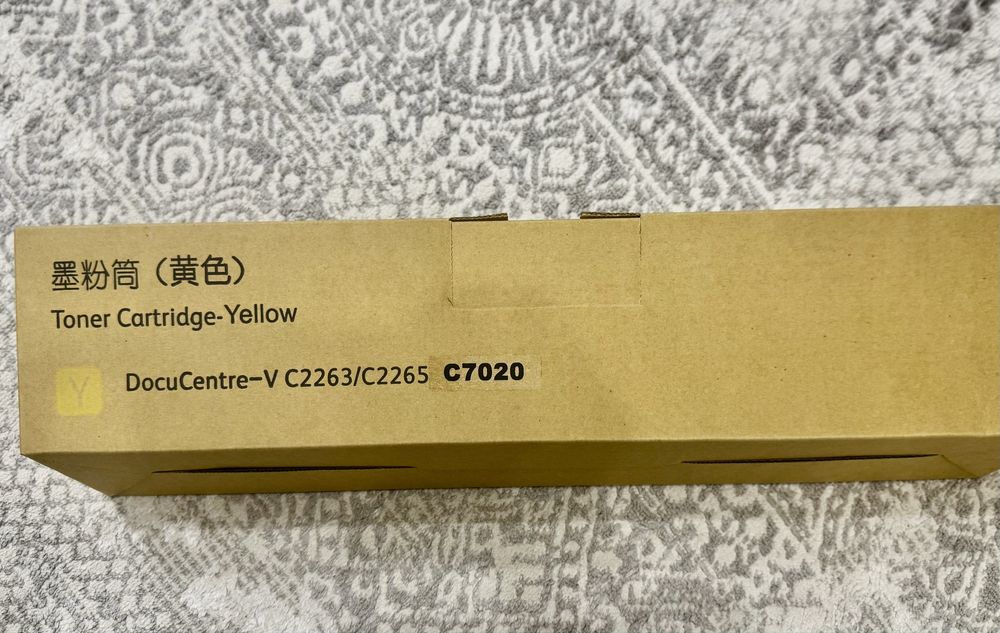 墨粉筒（黄色）
Toner Cartridge-Yellow
Y
DocuCentre-V C2263/C2265 C7020